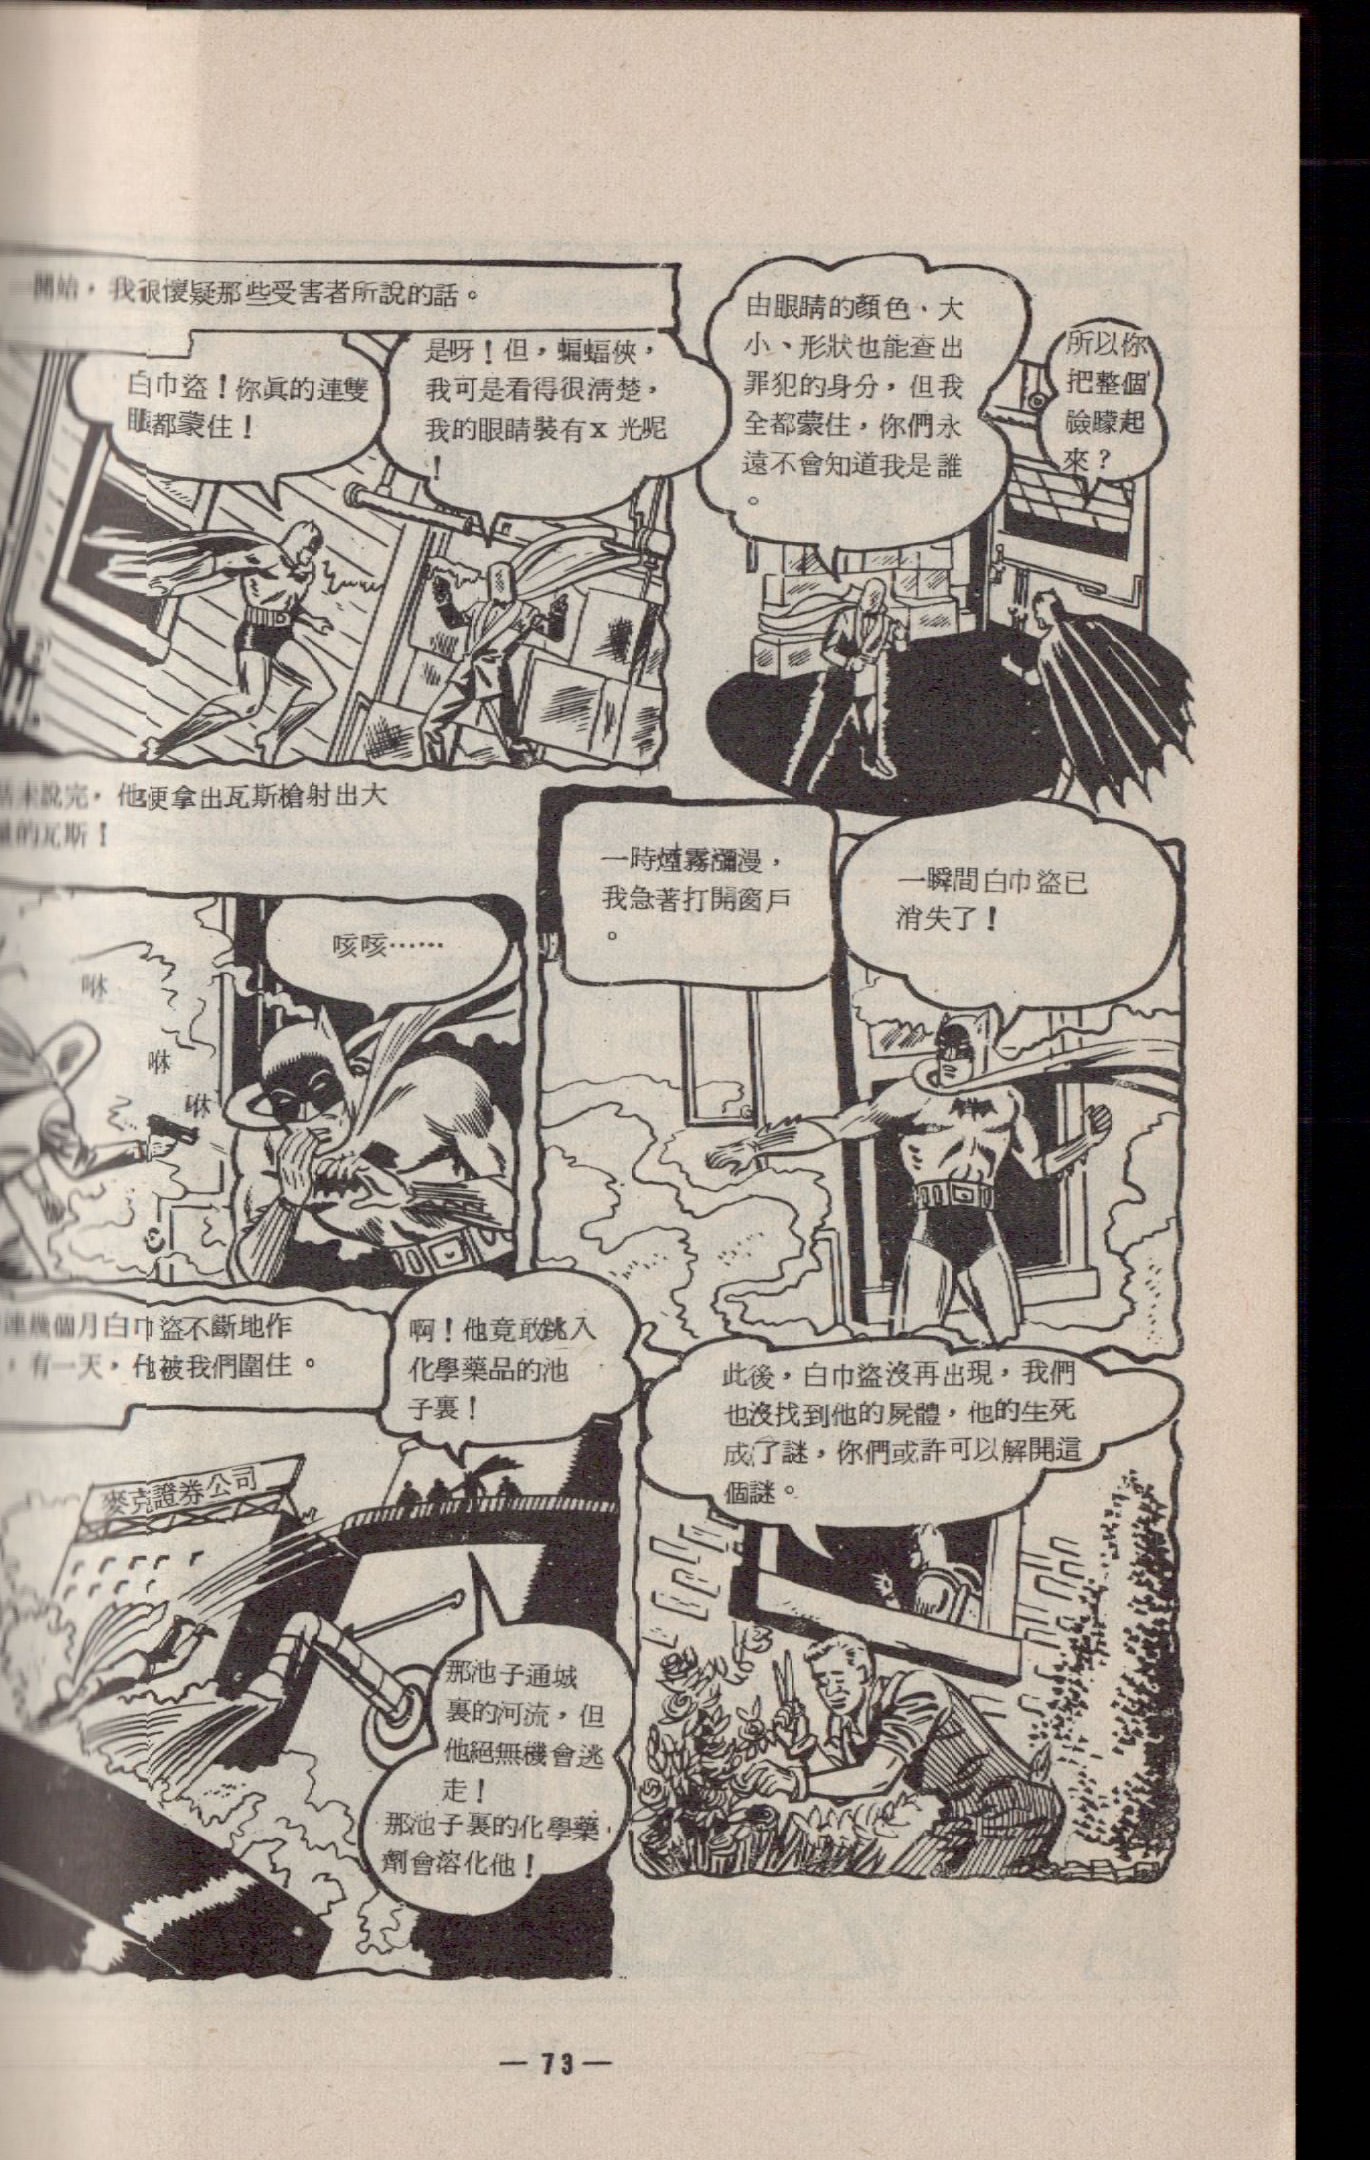 一開始，我很懷疑那些受害者所說的話。
白巾盜！你眞的連雙
眼都蒙住！
是呀！但，蝙蝠俠，
我可是看得很淸楚，
我的眼睛裝有Ｘ光呢
！
由眼睛的顏色、大
小、形狀也能查出
罪犯的身分，但我
全都蒙住，你們永
遠不會知道我是誰
。
所以你
把整個
臉矇起
來？
話未說完，他便拿出瓦斯槍射出大
量的瓦斯！
咻
咻
咻
咳咳……
一時煙霧瀰漫，
我急著打開窗戶
。
一瞬間白巾盜已
消失了！
連幾個月白巾盜不斷地作
，有一天，他被我們圍住。
啊！他竟敢跳入
化學藥品的池
子裏！
麥克證券公司
那池子通城
裏的河流，但
他絕無機會逃
走！
那池子裏的化學藥
劑會溶化他！
此後，白巾盜沒再出現，我們
也沒找到他的屍體，他的生死
成了謎，你們或許可以解開這
個謎。
— 73 —